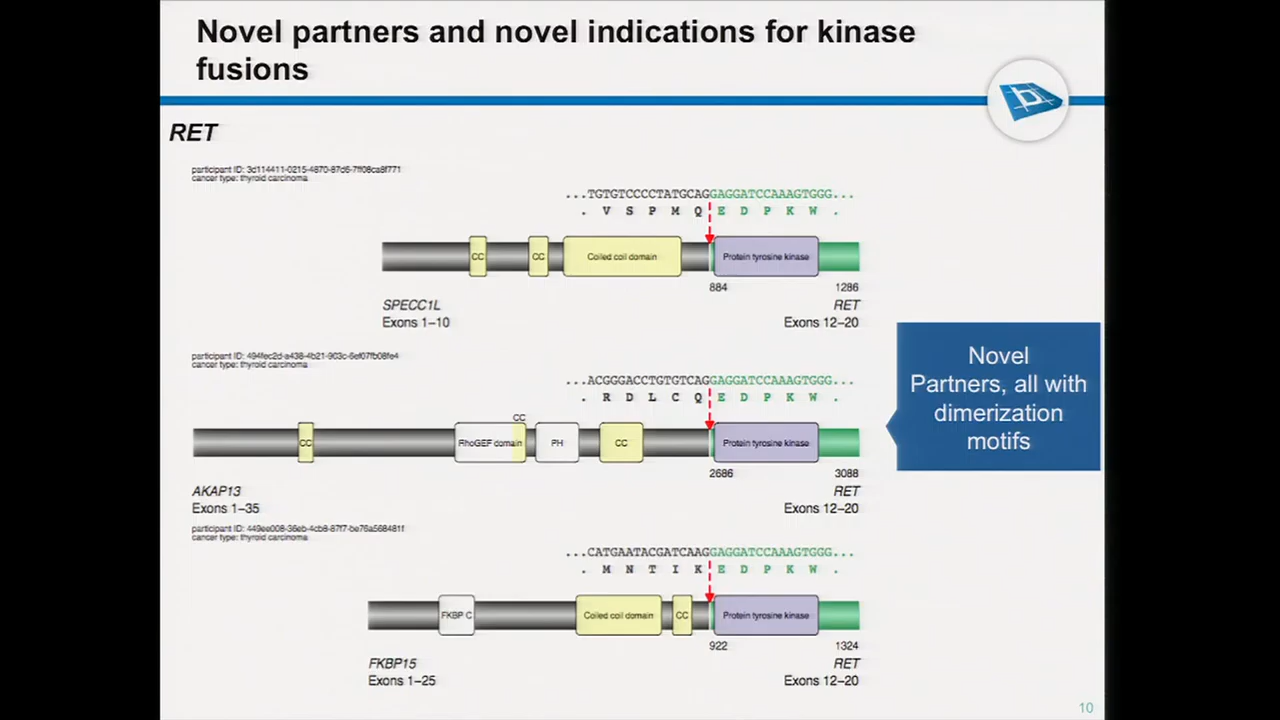 Novel partners and novel indications for kinase
fusions
RET
participant ID: 3d114411-0215-4870-87d6-7ff08ca8f771
cancer type: thyroid carcinoma
...TGTGTCCCCTATGCAGGAGGATCCAAAGTGGG...
. V S P M Q E D P K W .
CC
CC
Coiled coil domain
Protein tyrosine kinase
884
1286
SPECC1L
RET
Exons 1–10
Exons 12–20
participant ID: 494fec2d-a438-4b21-903c-6ef07fb08fe4
cancer type: thyroid carcinoma
...ACGGGACCTGTGTCAGGAGGATCCAAAGTGGG...
. R D L C Q E D P K W .
CC
CC
RhoGEF domain
PH
CC
Protein tyrosine kinase
2686
3088
AKAP13
RET
Exons 1–35
Exons 12–20
participant ID: 449ee008-36eb-4cb8-87f7-be76a568481f
cancer type: thyroid carcinoma
...CATGAATACGATCAAGGAGGATCCAAAGTGGG...
. M N T I K E D P K W .
FKBP C
Coiled coil domain
CC
Protein tyrosine kinase
922
1324
FKBP15
RET
Exons 1–25
Exons 12–20
Novel
Partners, all with
dimerization
motifs
10